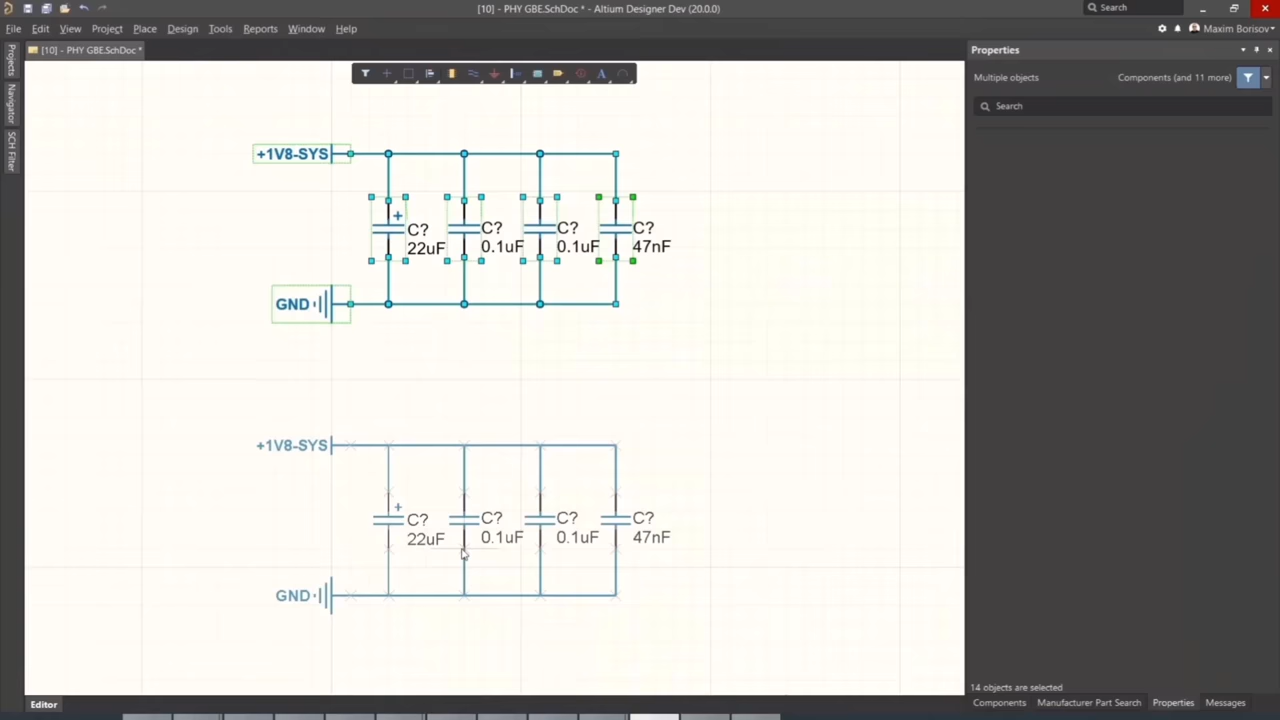 [10] - PHY GBE.SchDoc * - Altium Designer Dev (20.0.0)
Search
File Edit View Project Place Design Tools Reports Window Help
Maxim Borisov
[10] - PHY GBE.SchDoc *
Properties
Projects
Navigator
SCH Filter
Multiple objects
Components (and 11 more)
Search
+1V8-SYS
C? C? C? C?
22uF 0.1uF 0.1uF 47nF
GND
+1V8-SYS
C? C? C? C?
22uF 0.1uF 0.1uF 47nF
GND
14 objects are selected
Editor
Components Manufacturer Part Search Properties Messages